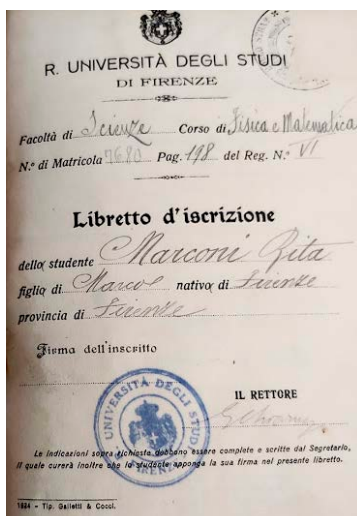 R. UNIVERSITÀ DEGLI STUDI
DI FIRENZE
Facoltà di Scienze Corso di Fisica e Matematica
N.º di Matricola 7680 Pag. 198 del Reg. N.º VI
Libretto d'iscrizione
dello studente Marconi Rita
figlio di Marco nativo di Firenze
provincia di Firenze
Firma dell'inscritto
UNIVERSITÀ DEGLI STUDI
FIRENZE
IL RETTORE
Le indicazioni sopra richieste debbono essere complete e scritte dal Segretario,
il quale curerà inoltre che lo studente apponga la sua firma nel presente libretto.
1924 - Tip. Galletti & Cocci.